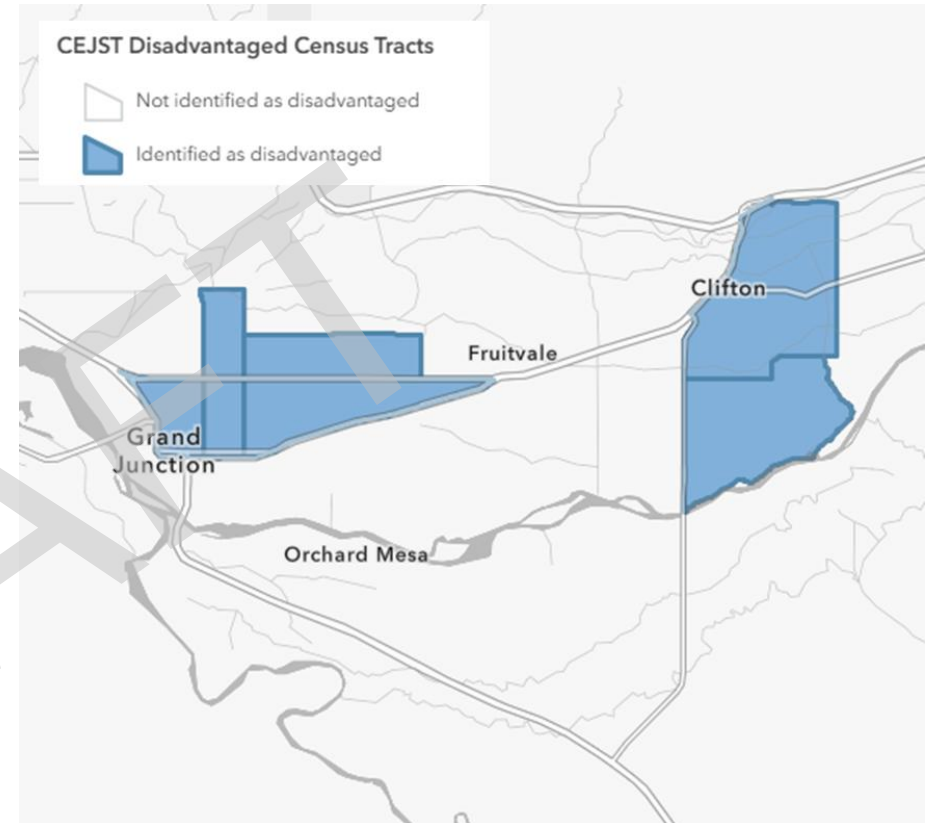 CEJST Disadvantaged Census Tracts
Not identified as disadvantaged
Identified as disadvantaged
Clifton
Fruitvale
Grand
Junction
Orchard Mesa